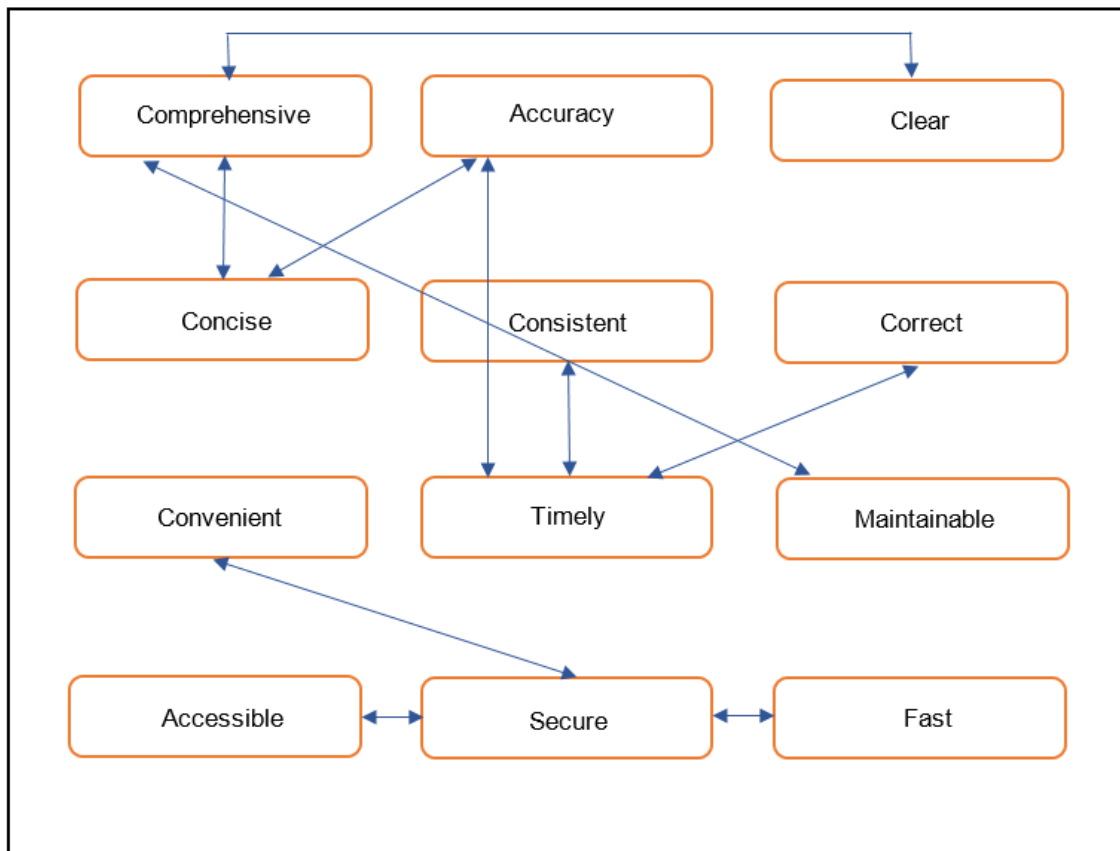 Comprehensive
Accuracy
Clear
Concise
Consistent
Correct
Convenient
Timely
Maintainable
Accessible
Secure
Fast